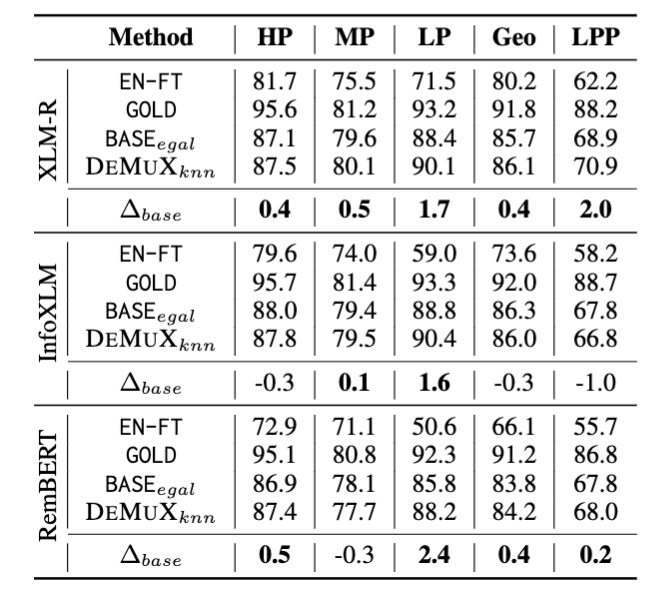 Method HP MP LP Geo LPP
XLM-R
EN-FT 81.7 75.5 71.5 80.2 62.2
GOLD 95.6 81.2 93.2 91.8 88.2
BASEegal 87.1 79.6 88.4 85.7 68.9
DEMUXknn 87.5 80.1 90.1 86.1 70.9
Δbase 0.4 0.5 1.7 0.4 2.0
InfoXLM
EN-FT 79.6 74.0 59.0 73.6 58.2
GOLD 95.7 81.4 93.3 92.0 88.7
BASEegal 88.0 79.4 88.8 86.3 67.8
DEMUXknn 87.8 79.5 90.4 86.0 66.8
Δbase -0.3 0.1 1.6 -0.3 -1.0
RemBERT
EN-FT 72.9 71.1 50.6 66.1 55.7
GOLD 95.1 80.8 92.3 91.2 86.8
BASEegal 86.9 78.1 85.8 83.8 67.8
DEMUXknn 87.4 77.7 88.2 84.2 68.0
Δbase 0.5 -0.3 2.4 0.4 0.2